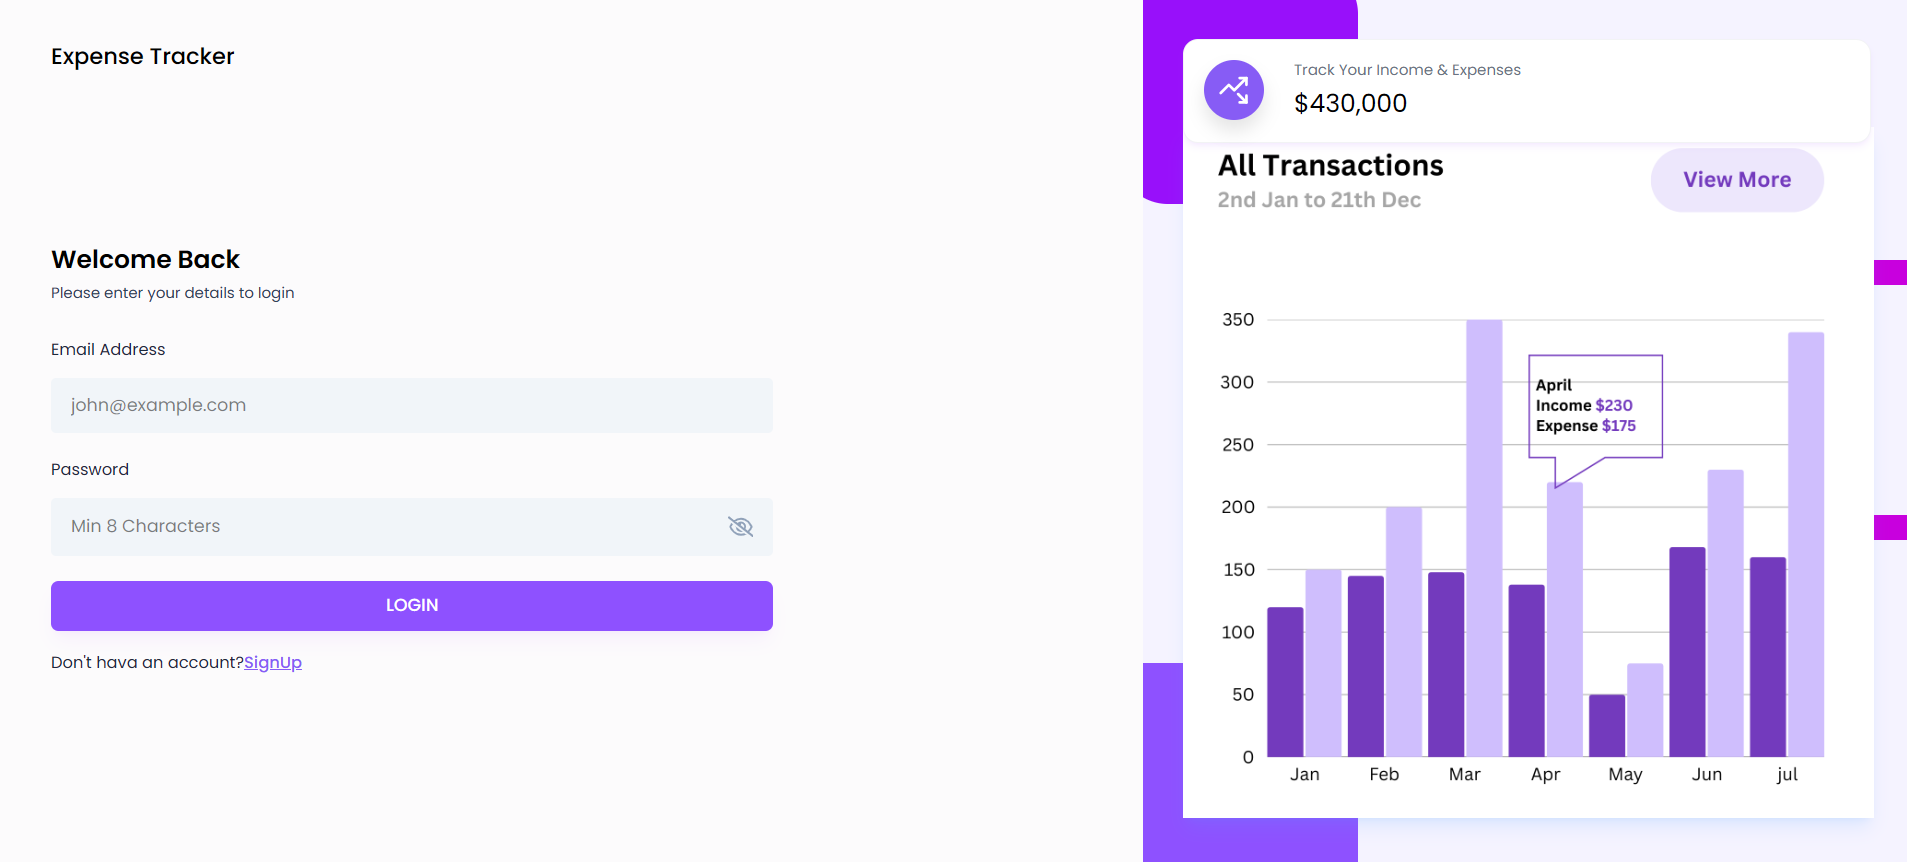 Expense Tracker
Welcome Back
Please enter your details to login
Email Address
john@example.com
Password
Min 8 Characters
LOGIN
Don't hava an account?SignUp
Track Your Income & Expenses
$430,000
All Transactions
View More
2nd Jan to 21th Dec
350
300
250
200
150
100
50
0
April
Income $230
Expense $175
Jan Feb Mar Apr May Jun jul